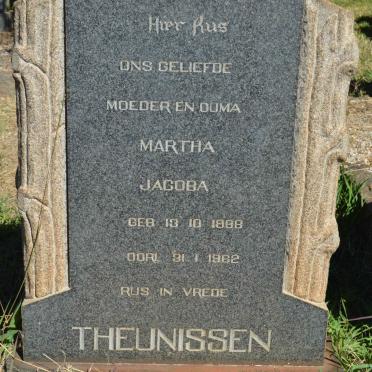 Hier Rus
ONS GELIEFDE
MOEDER EN OUMA
MARTHA
JACOBA
GEB 13 10 1888
OORL 31 1 1962
RUS IN VREDE
THEUNISSEN